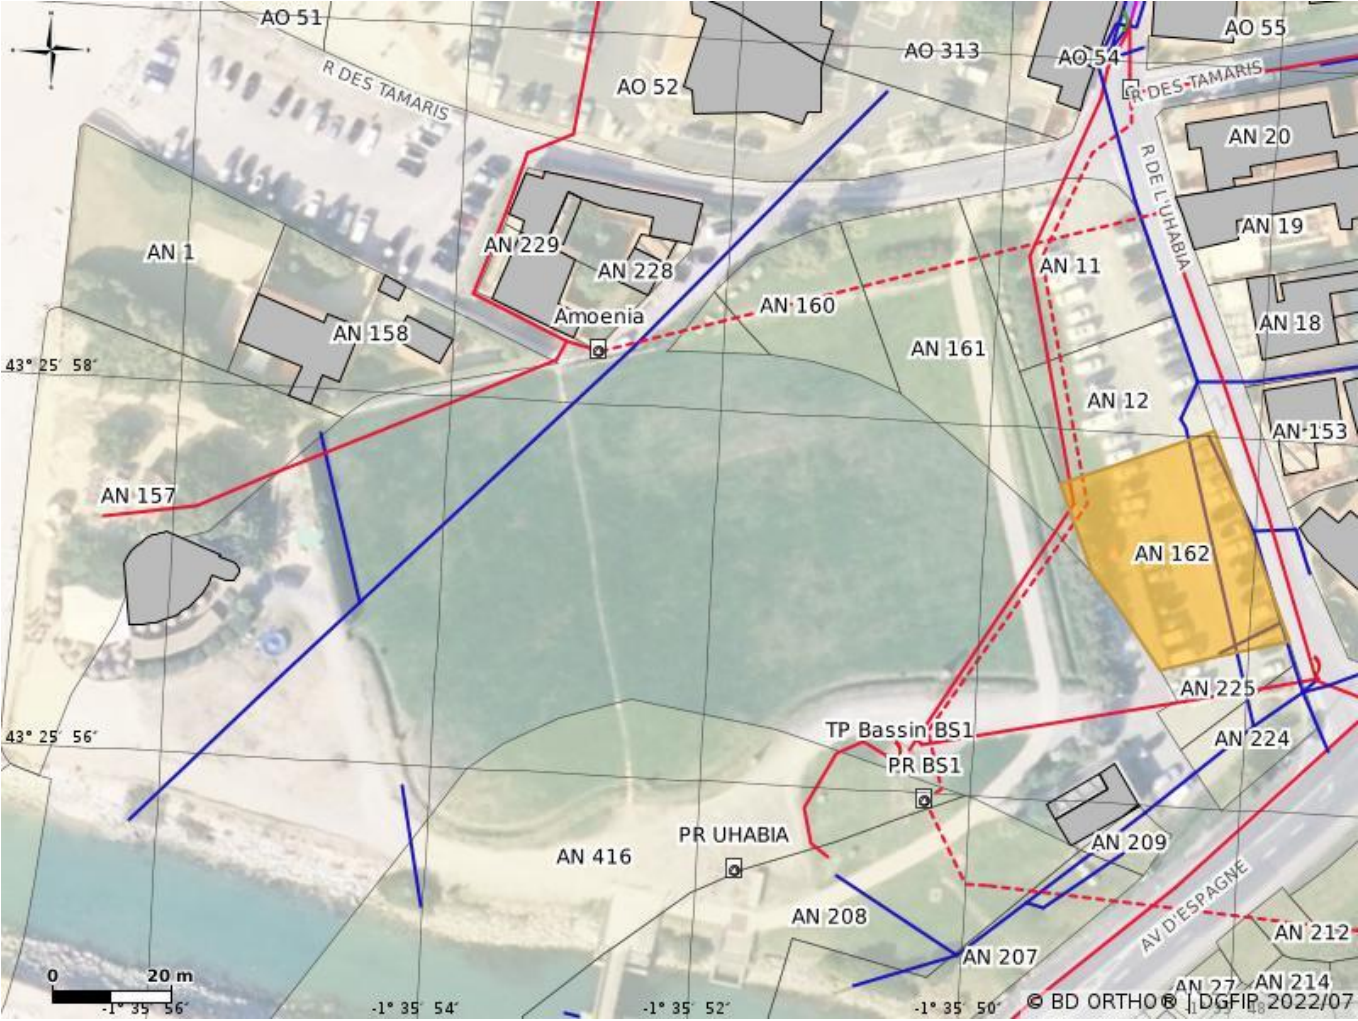 AO 51
AO 55
AO 313
AO 54
R DES TAMARIS
AO 52
R DES TAMARIS
AN 20
R DE L'UHABIA
AN 19
AN 229
AN 1
AN 228
AN 11
AN 160
Amoenia
AN 158
AN 18
AN 161
43° 25´ 58´´
AN 12
AN 153
AN 157
AN 162
AN 225
TP Bassin BS1
43° 25´ 56´´
AN 224
PR BS1
PR UHABIA
AN 209
AN 416
AV D'ESPAGNE
AN 208
AN 212
AN 207
0 20 m
AN 27
AN 214
-1° 35´ 56´´
-1° 35´ 54´´
-1° 35´ 52´´
-1° 35´ 50´´
© BD ORTHO® | DGFIP 2022/07